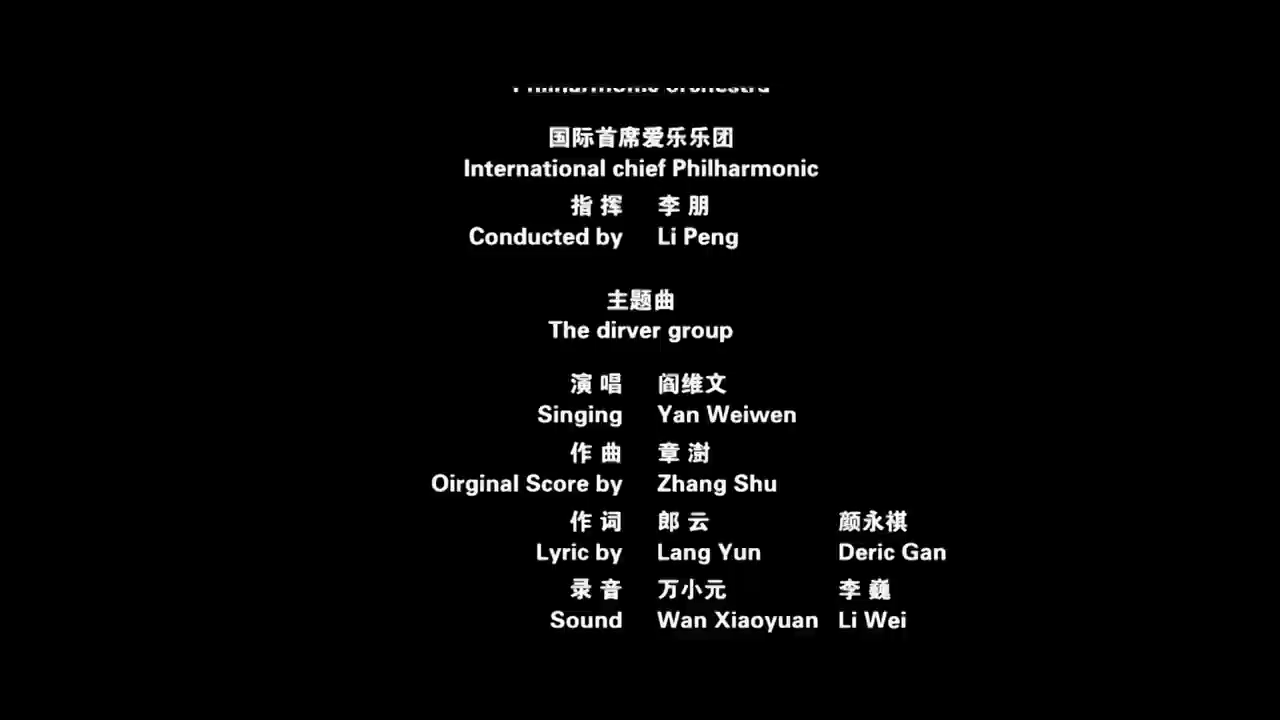 Philharmonic orchestra
国际首席爱乐乐团
International chief Philharmonic
指 挥 李 朋
Conducted by Li Peng
主题曲
The dirver group
演 唱 阎维文
Singing Yan Weiwen
作 曲 章 澍
Oirginal Score by Zhang Shu
作 词 郎 云 颜永祺
Lyric by Lang Yun Deric Gan
录 音 万小元 李 巍
Sound Wan Xiaoyuan Li Wei